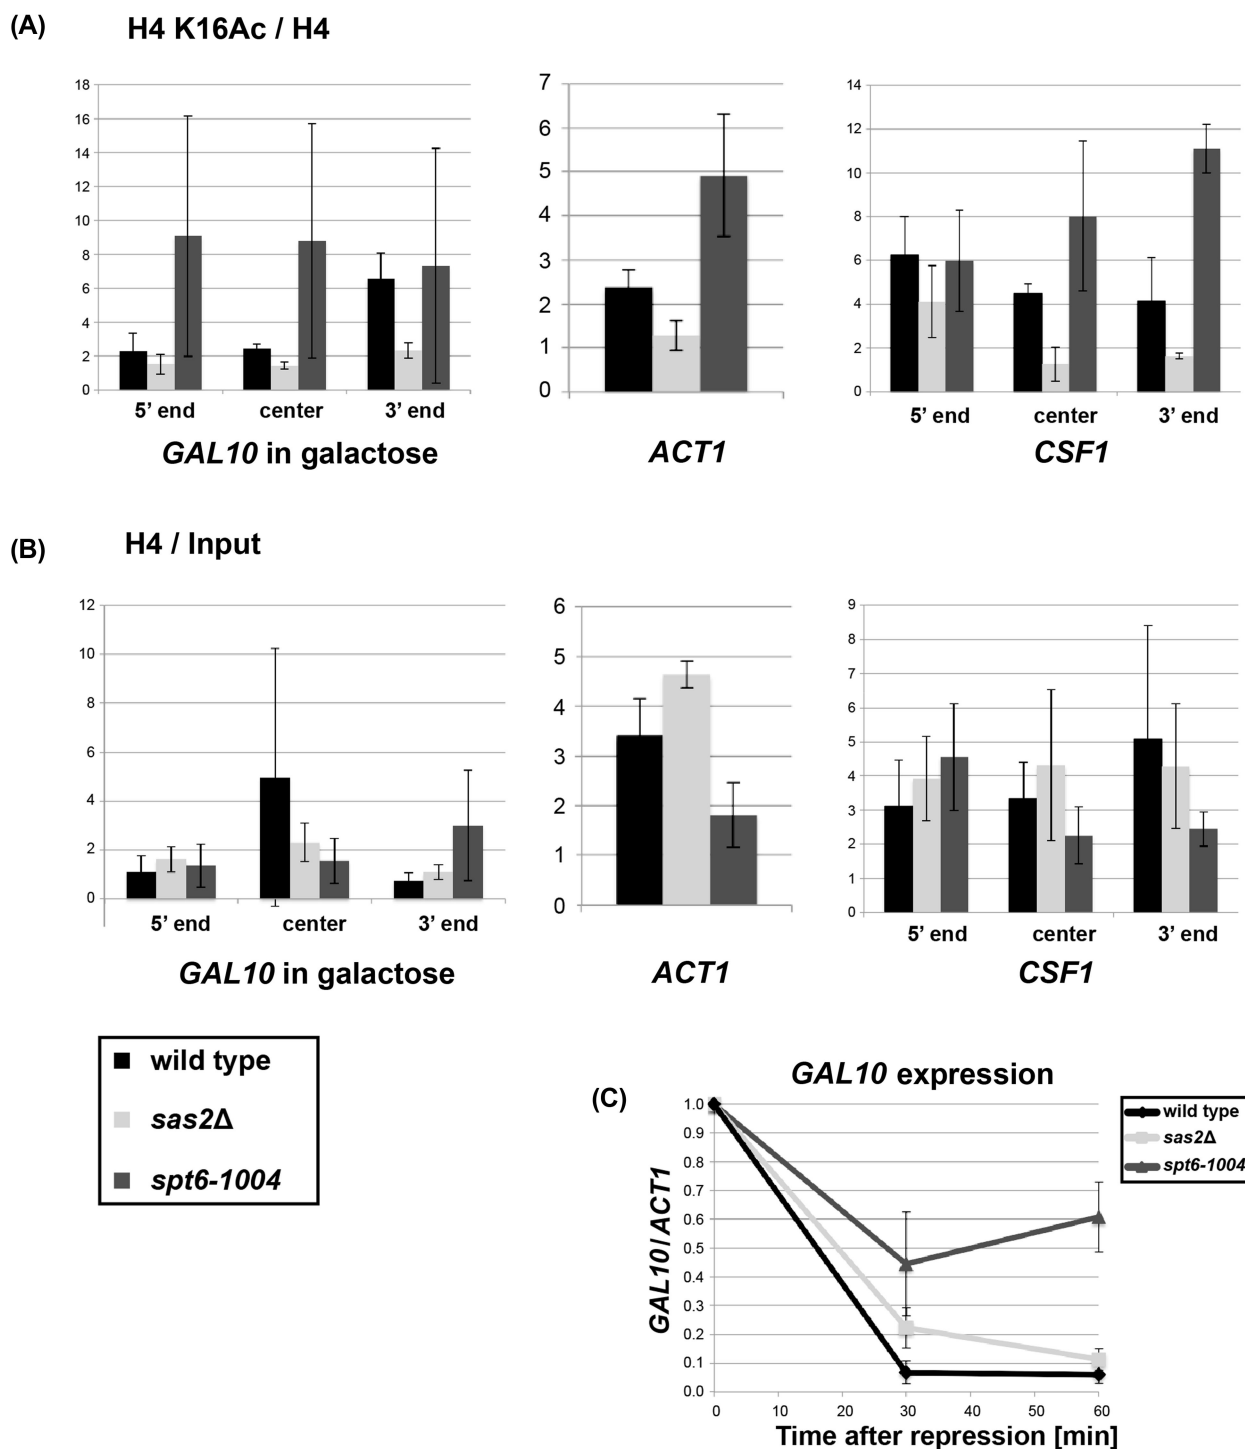 (A) H4 K16Ac / H4
18
16
14
12
10
8
6
4
2
0
5’ end center 3’ end
GAL10 in galactose
7
6
5
4
3
2
1
0
ACT1
14
12
10
8
6
4
2
0
5’ end center 3’ end
CSF1
(B) H4 / Input
12
10
8
6
4
2
0
5’ end center 3’ end
GAL10 in galactose
6
5
4
3
2
1
0
ACT1
9
8
7
6
5
4
3
2
1
0
5’ end center 3’ end
CSF1
wild type
sas2Δ
spt6-1004
(C) GAL10 expression
GAL10/ACT1
1.0
0.9
0.8
0.7
0.6
0.5
0.4
0.3
0.2
0.1
0.0
0 10 20 30 40 50 60
Time after repression [min]
wild type
sas2Δ
spt6-1004